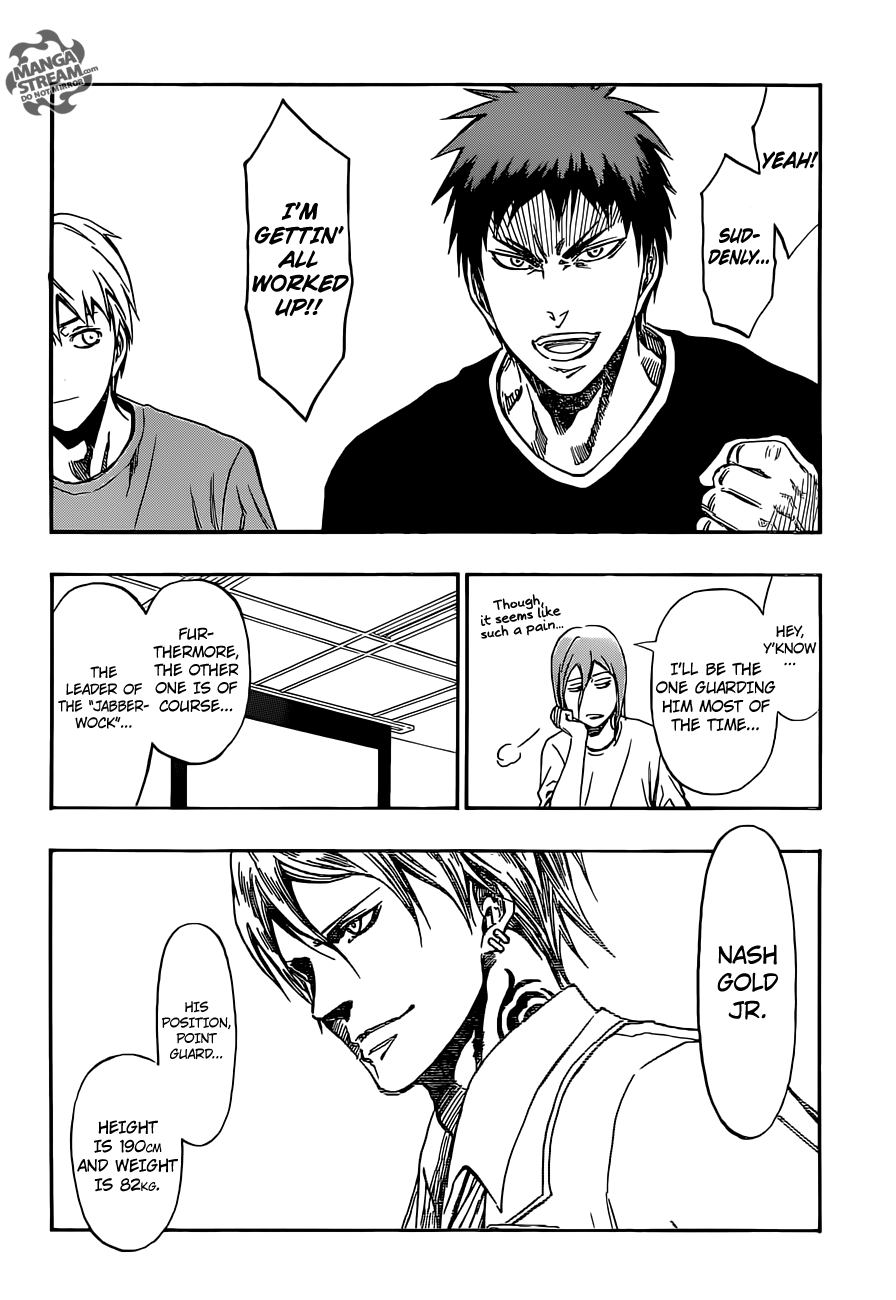 MANGA
STREAM.com
DO NOT MIRROR
YEAH!
SUD-
DENLY...
I'M
GETTIN'
ALL
WORKED
UP!!
HEY,
Y'KNOW
...
I'LL BE THE
ONE GUARDING
HIM MOST OF
THE TIME...
Though,
it seems like
such a pain...
FUR-
THERMORE,
THE OTHER
ONE IS OF
COURSE...
THE
LEADER OF
THE "JABBER-
WOCK"...
NASH
GOLD
JR.
HIS
POSITION,
POINT
GUARD...
HEIGHT
IS 190CM
AND WEIGHT
IS 82KG.